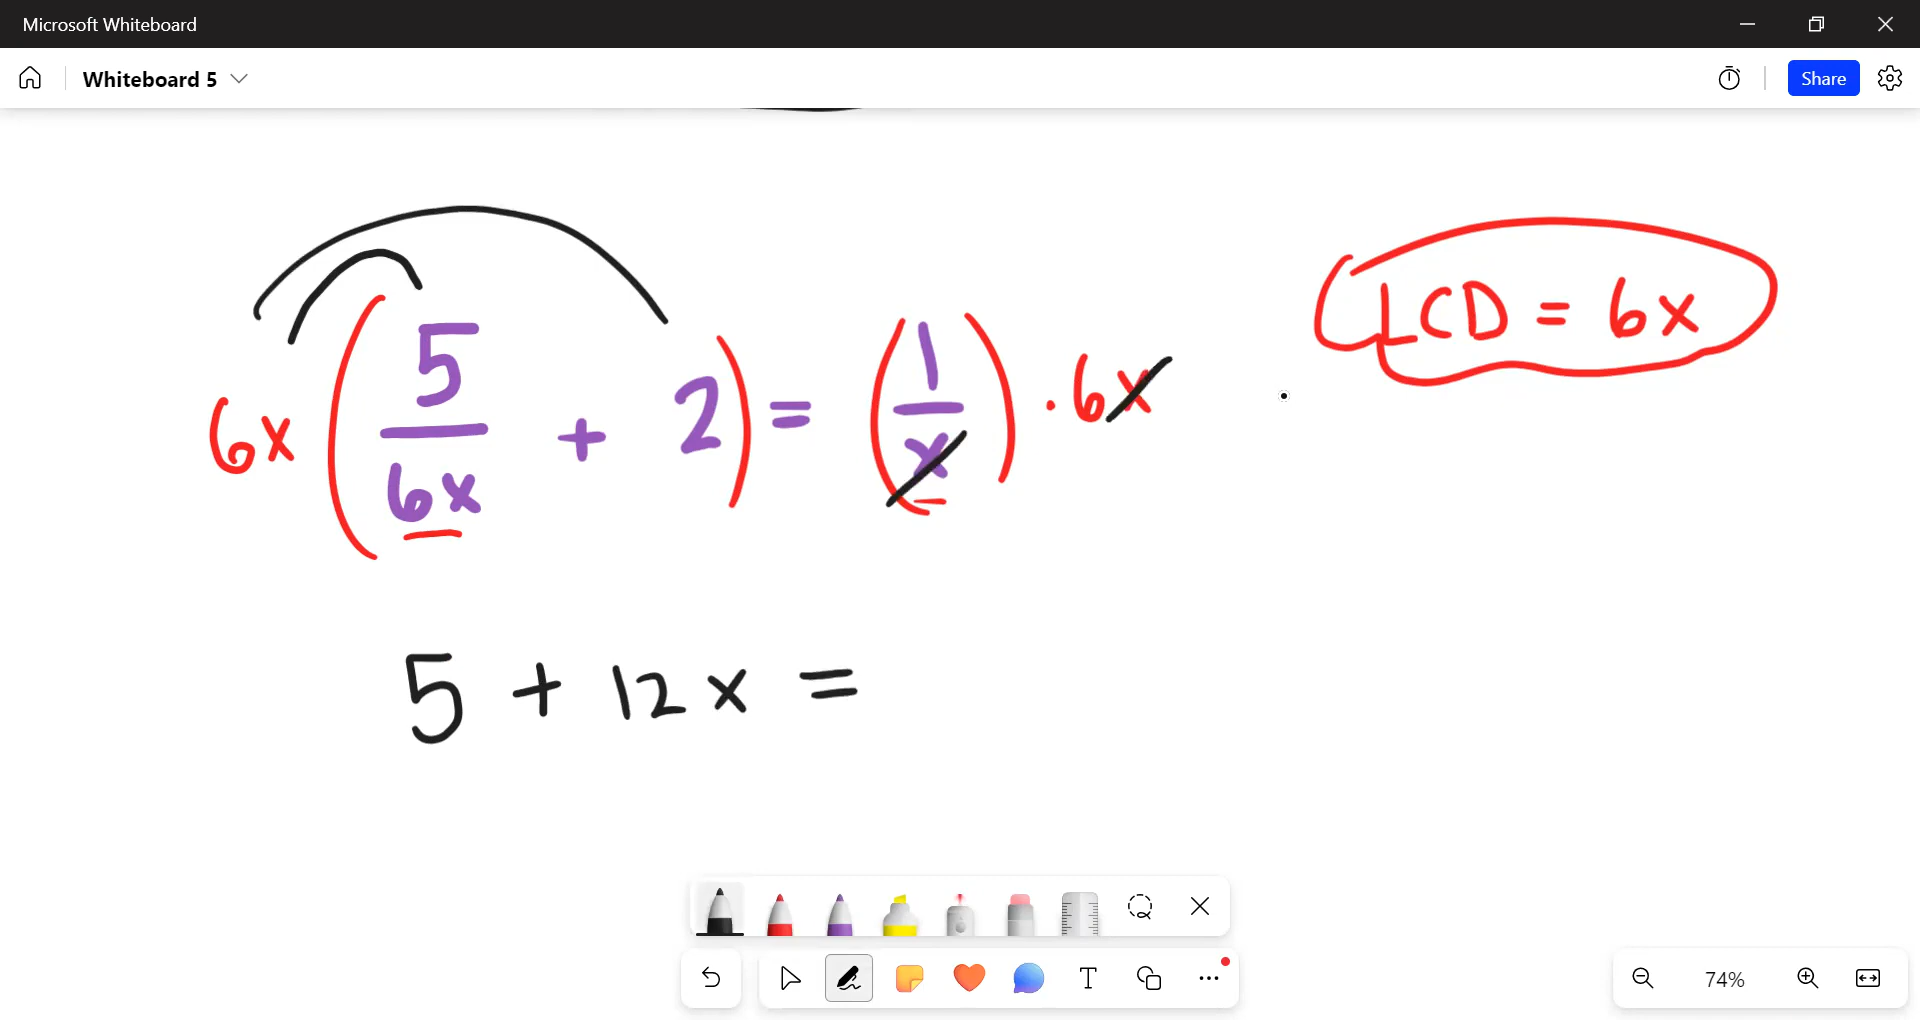 Microsoft Whiteboard
Whiteboard 5
Share
LCD = 6x
6x(5/6x + 2) = (1/x) · 6x
5 + 12x =
T
74%